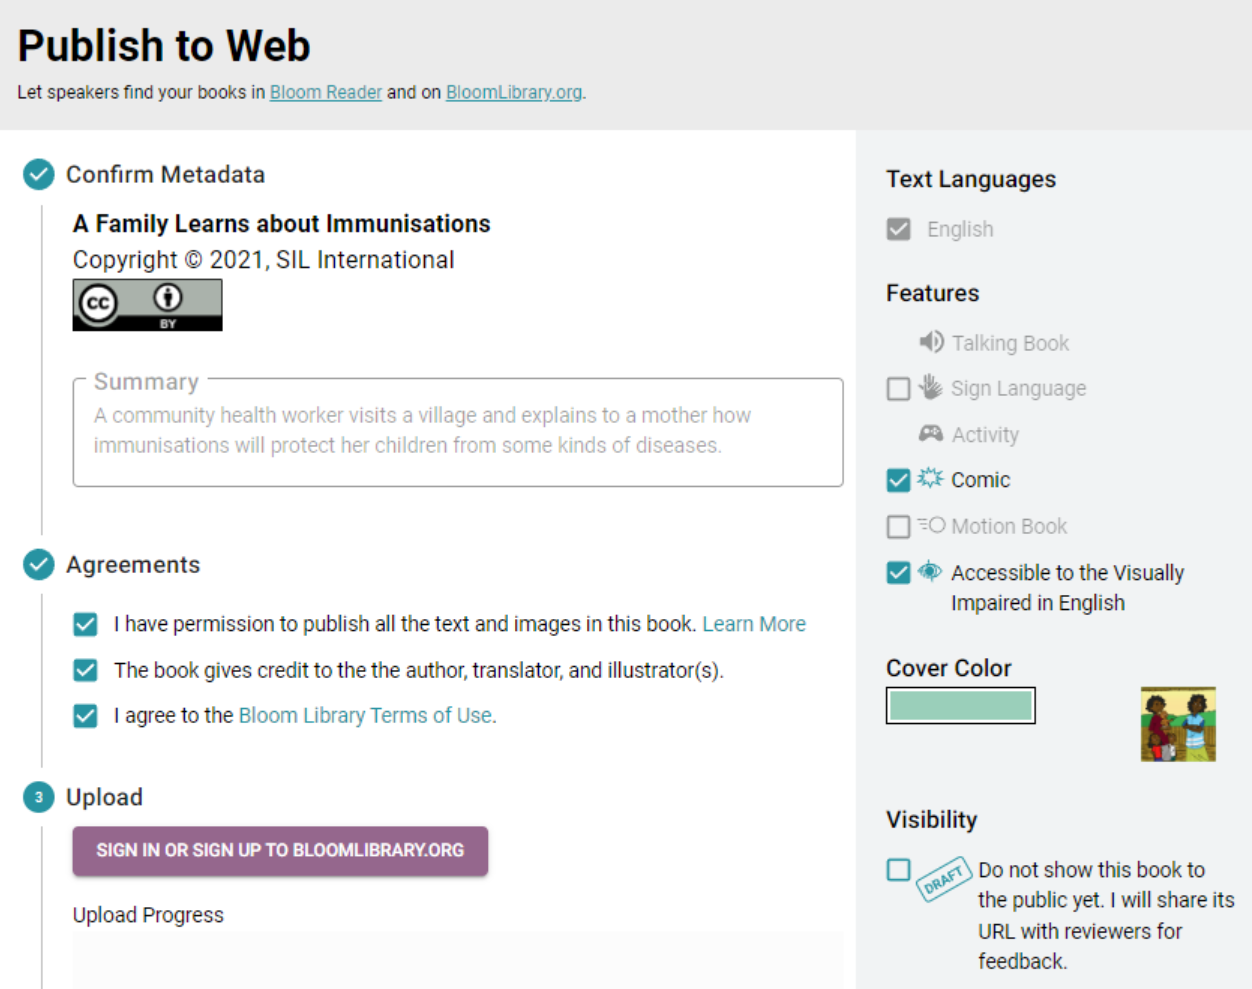 Publish to Web
Let speakers find your books in Bloom Reader and on BloomLibrary.org.
Confirm Metadata
A Family Learns about Immunisations
Copyright © 2021, SIL International
cc
BY
Summary
A community health worker visits a village and explains to a mother how
immunisations will protect her children from some kinds of diseases.
Agreements
I have permission to publish all the text and images in this book. Learn More
The book gives credit to the the author, translator, and illustrator(s).
I agree to the Bloom Library Terms of Use.
3 Upload
SIGN IN OR SIGN UP TO BLOOMLIBRARY.ORG
Upload Progress
Text Languages
English
Features
Talking Book
Sign Language
Activity
Comic
Motion Book
Accessible to the Visually
Impaired in English
Cover Color
Visibility
DRAFT
Do not show this book to
the public yet. I will share its
URL with reviewers for
feedback.